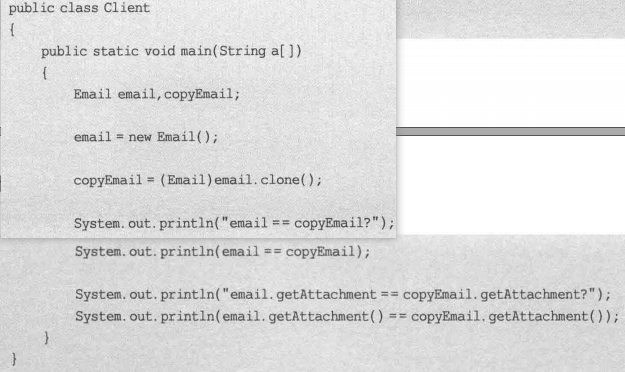 public class Client
{
public static void main(String a[])
{
Email email,copyEmail;
email = new Email();
copyEmail = (Email)email.clone();
System.out.println("email == copyEmail?");
System.out.println(email == copyEmail);
System.out.println("email.getAttachment == copyEmail.getAttachment?");
System.out.println(email.getAttachment() == copyEmail.getAttachment());
}
}